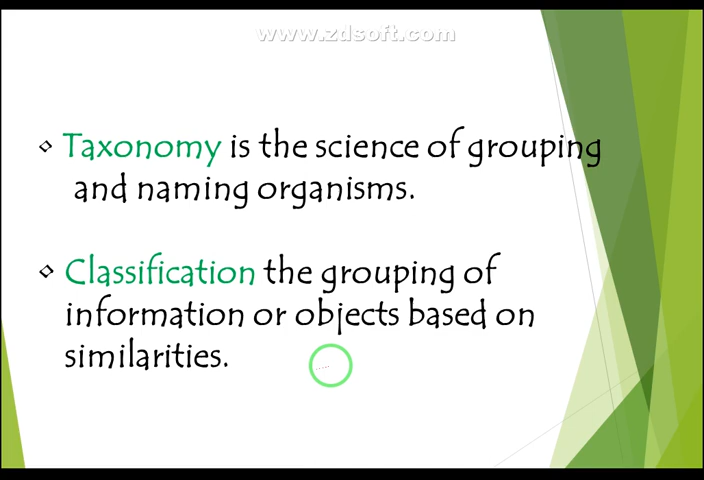 www.zdsoft.com
Taxonomy is the science of grouping
and naming organisms.
Classification the grouping of
information or objects based on
similarities.